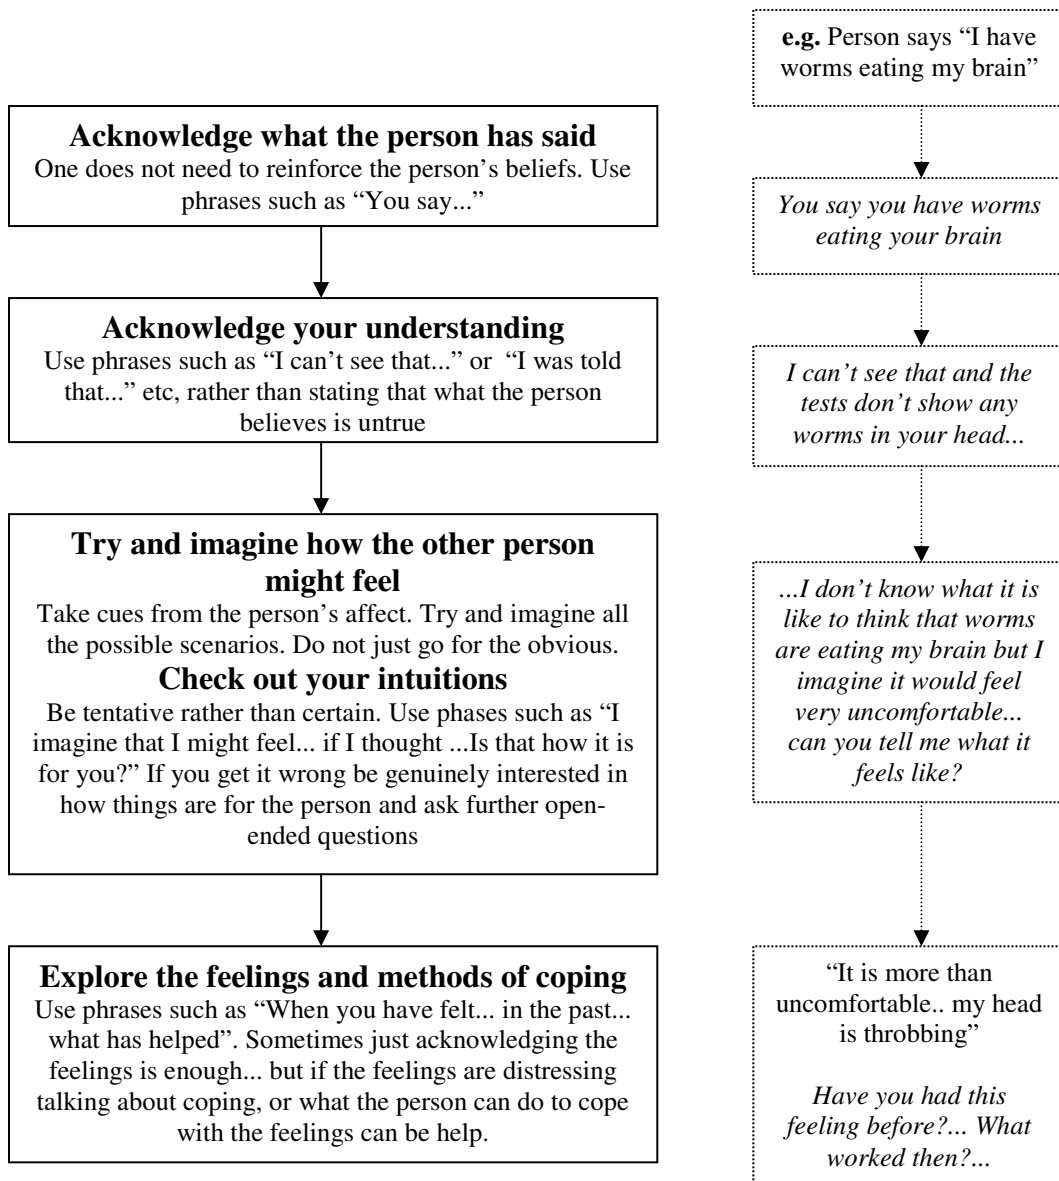 e.g. Person says “I have
worms eating my brain”
Acknowledge what the person has said
One does not need to reinforce the person’s beliefs. Use
phrases such as “You say...”
You say you have worms
eating your brain
Acknowledge your understanding
Use phrases such as “I can’t see that...” or “I was told
that...” etc, rather than stating that what the person
believes is untrue
I can’t see that and the
tests don’t show any
worms in your head...
Try and imagine how the other person
might feel
Take cues from the person’s affect. Try and imagine all
the possible scenarios. Do not just go for the obvious.
Check out your intuitions
Be tentative rather than certain. Use phases such as “I
imagine that I might feel... if I thought ...Is that how it is
for you?” If you get it wrong be genuinely interested in
how things are for the person and ask further open-
ended questions
...I don’t know what it is
like to think that worms
are eating my brain but I
imagine it would feel
very uncomfortable...
can you tell me what it
feels like?
Explore the feelings and methods of coping
Use phrases such as “When you have felt... in the past...
what has helped”. Sometimes just acknowledging the
feelings is enough... but if the feelings are distressing
talking about coping, or what the person can do to cope
with the feelings can be help.
“It is more than
uncomfortable.. my head
is throbbing”
Have you had this
feeling before?... What
worked then?...